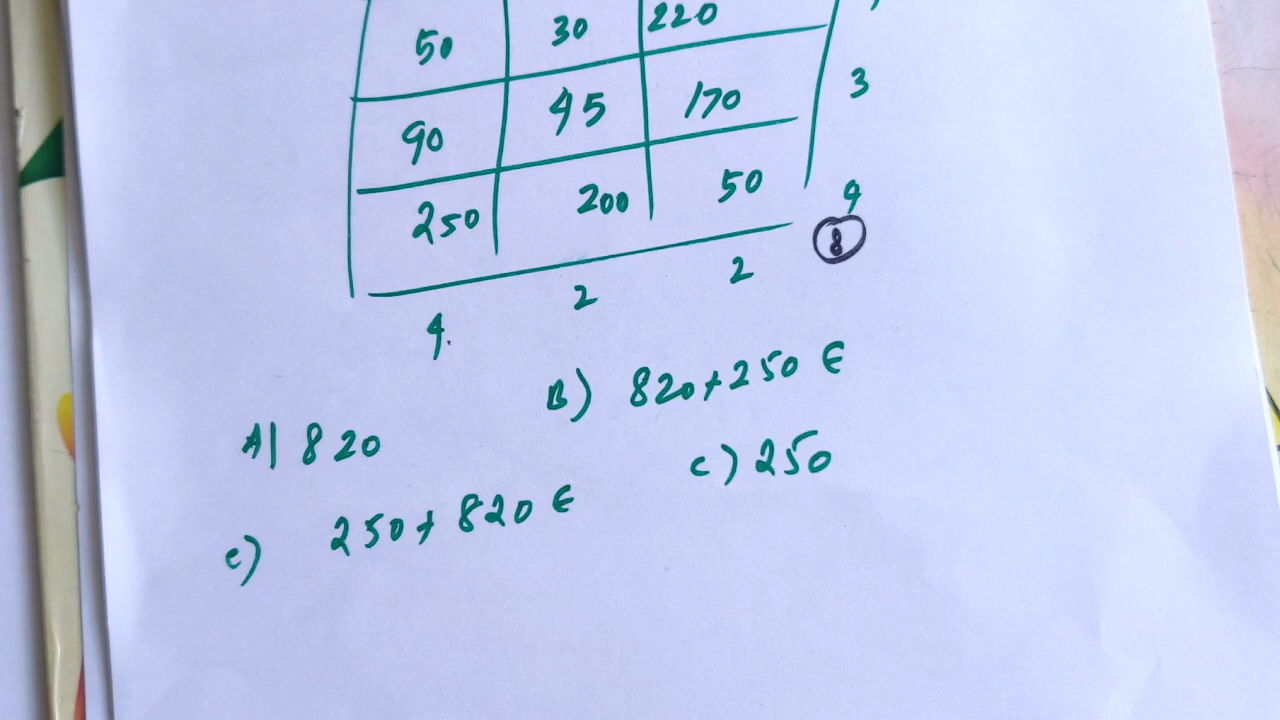 50 30 220
90 45 170 3
250 200 50 4
4. 2 2 8
A) 820 B) 820+250 €
c) 250
c) 250+ 820 €